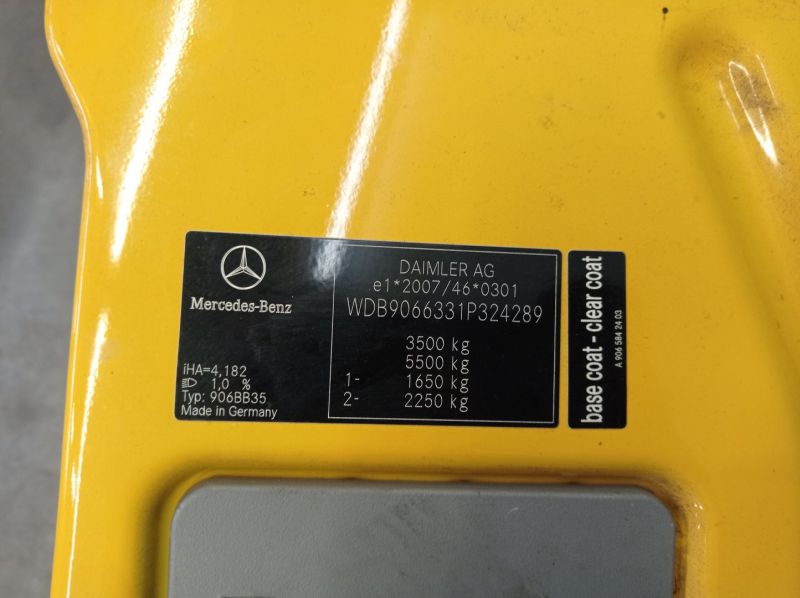 Mercedes-Benz
iHA=4,182
1,0 %
Typ: 906BB35
Made in Germany
DAIMLER AG
e1*2007/46*0301
WDB9066331P324289
3500 kg
5500 kg
1- 1650 kg
2- 2250 kg
base coat - clear coat
A 906 584 24 03